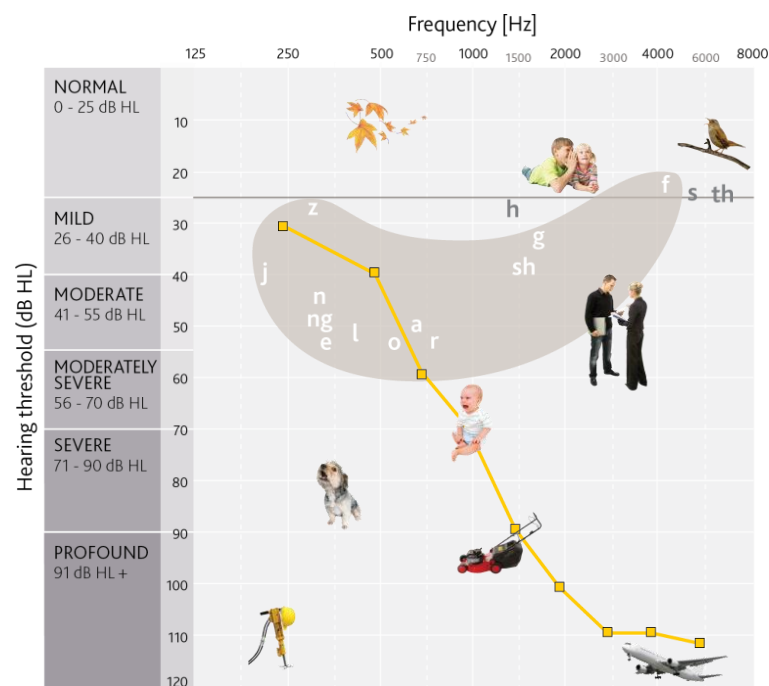 Frequency [Hz]
125 250 500 750 1000 1500 2000 3000 4000 6000 8000
Hearing threshold (dB HL)
NORMAL
0 - 25 dB HL
10
20
f
s
th
z
h
MILD
26 - 40 dB HL
30
g
sh
j
40
MODERATE
41 - 55 dB HL
n
ng
a
50
l
e
o
r
MODERATELY
SEVERE
56 - 70 dB HL
60
70
SEVERE
71 - 90 dB HL
80
90
PROFOUND
91 dB HL +
100
110
120